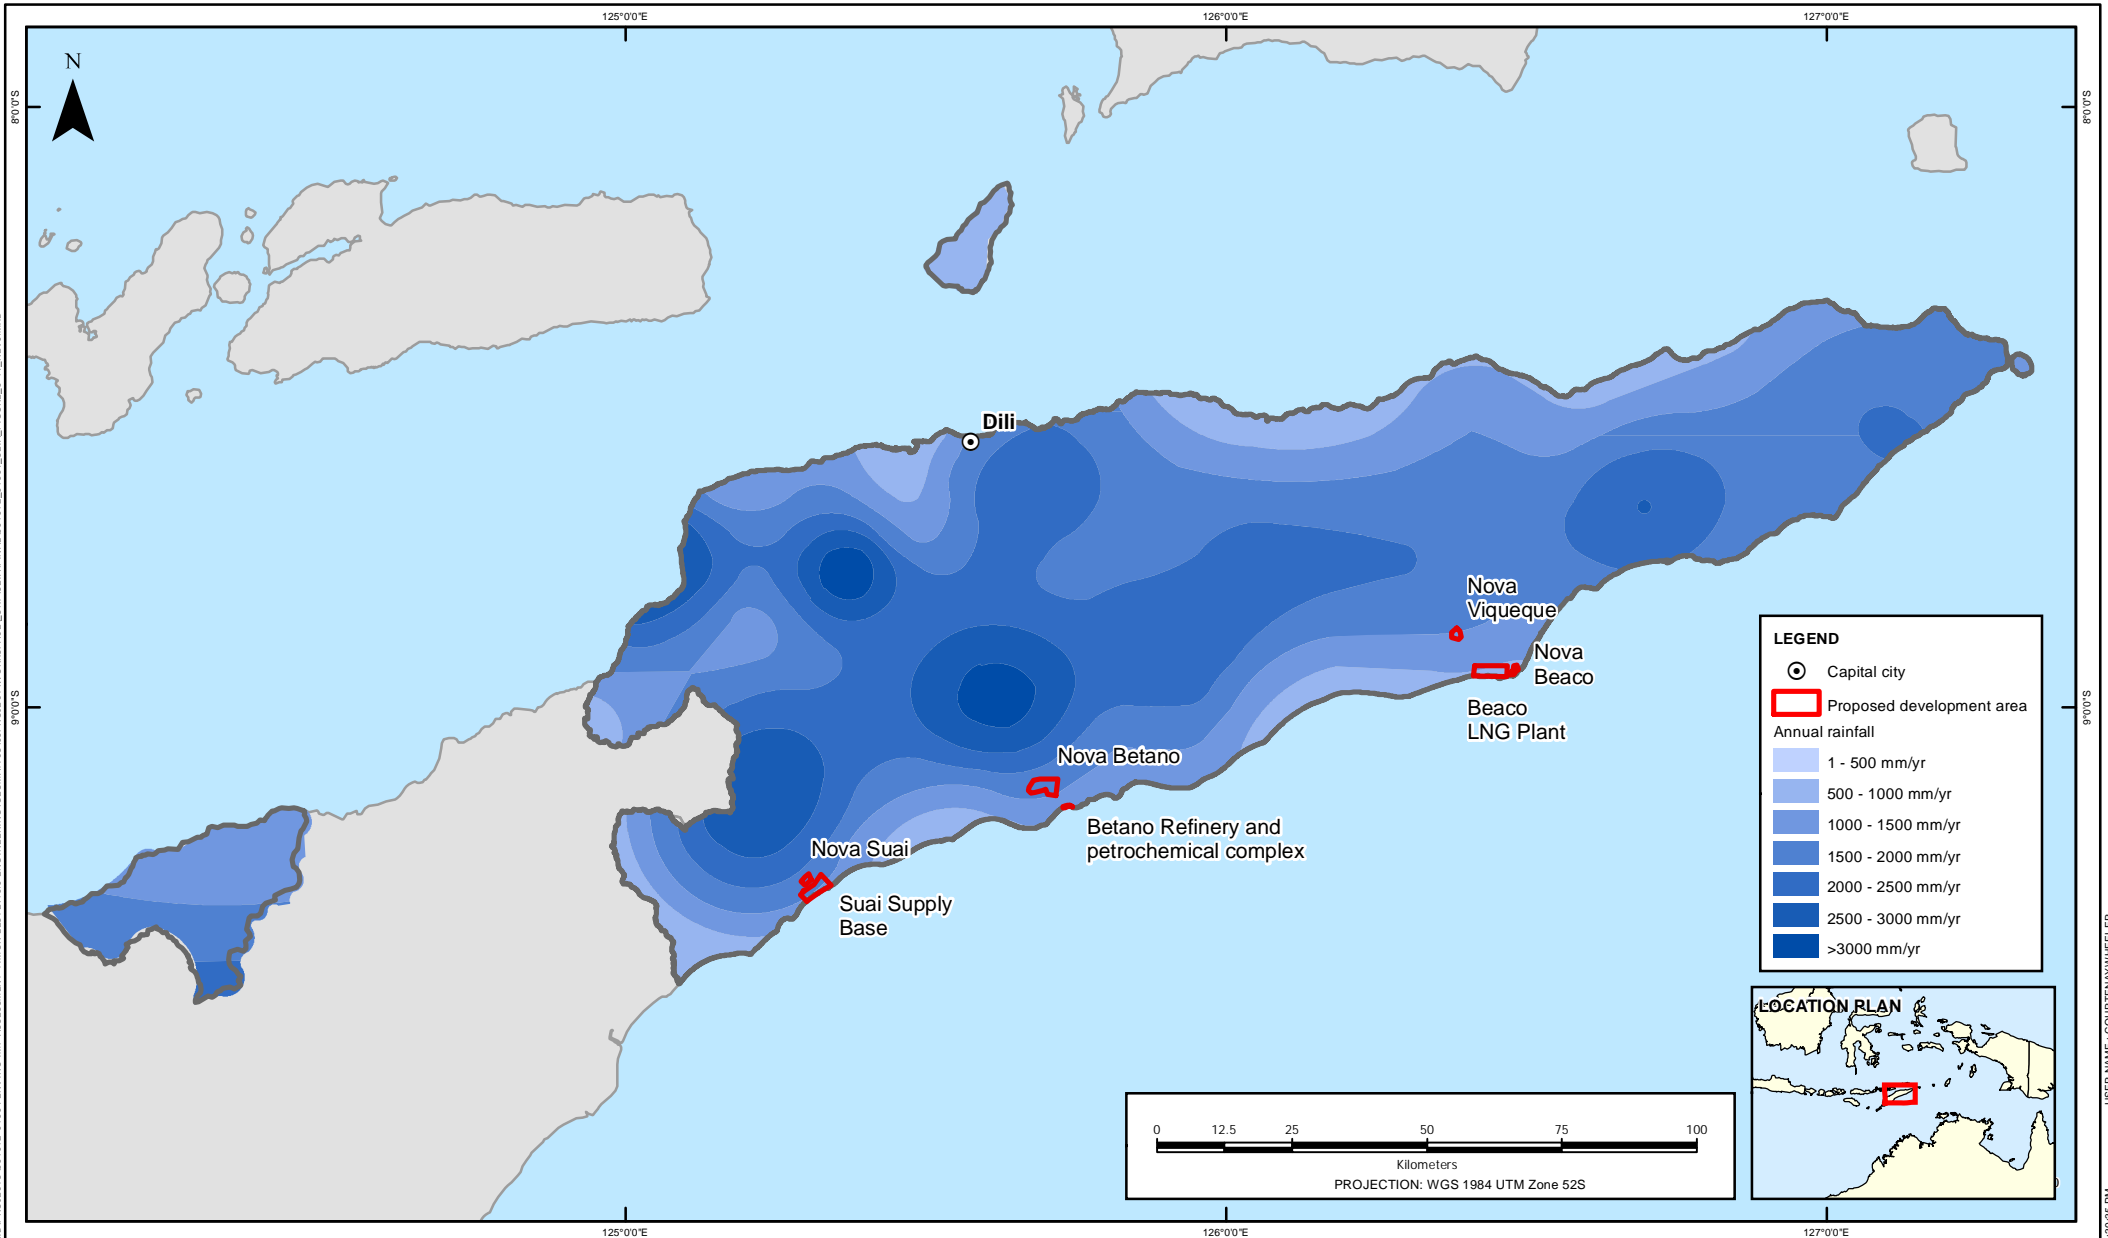 125°0'0"E
126°0'0"E
127°0'0"E
N
8°0'0"S
8°0'0"S
Dili
Nova
Viqueque
Nova
Beaco
Beaco
LNG Plant
Nova Betano
Betano Refinery and
petrochemical complex
Nova Suai
Suai Supply
Base
9°0'0"S
9°0'0"S
LEGEND
Capital city
Proposed development area
Annual rainfall
1 - 500 mm/yr
500 - 1000 mm/yr
1000 - 1500 mm/yr
1500 - 2000 mm/yr
2000 - 2500 mm/yr
2500 - 3000 mm/yr
>3000 mm/yr
LOCATION PLAN
0 12.5 25 50 75 100
Kilometers
PROJECTION: WGS 1984 UTM Zone 52S
125°0'0"E
126°0'0"E
127°0'0"E